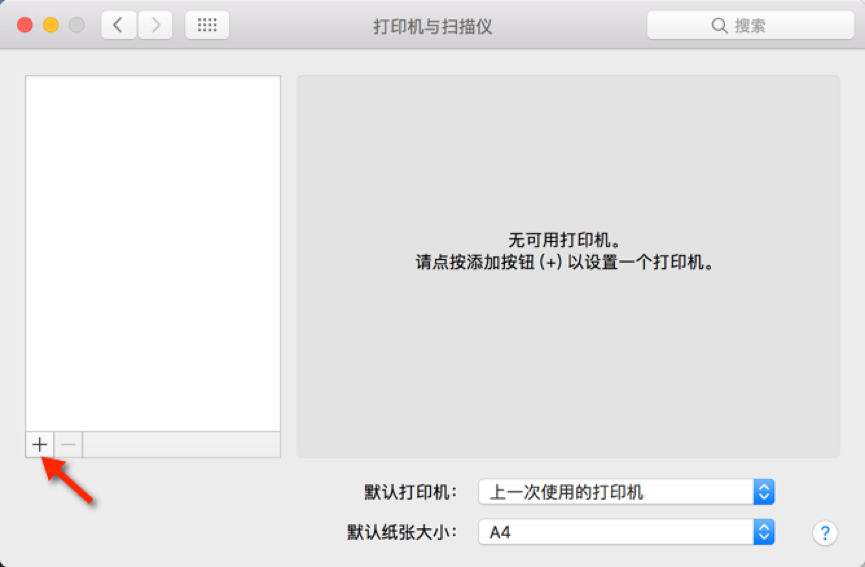 打印机与扫描仪
搜索
无可用打印机。
请点按添加按钮 (+) 以设置一个打印机。
默认打印机：
上一次使用的打印机
默认纸张大小：
A4
?